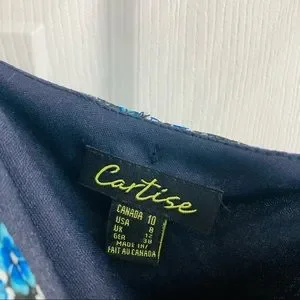 Cartise
CANADA 10
USA 8
UK 12
GER 38
MADE IN/
FAIT AU CANADA